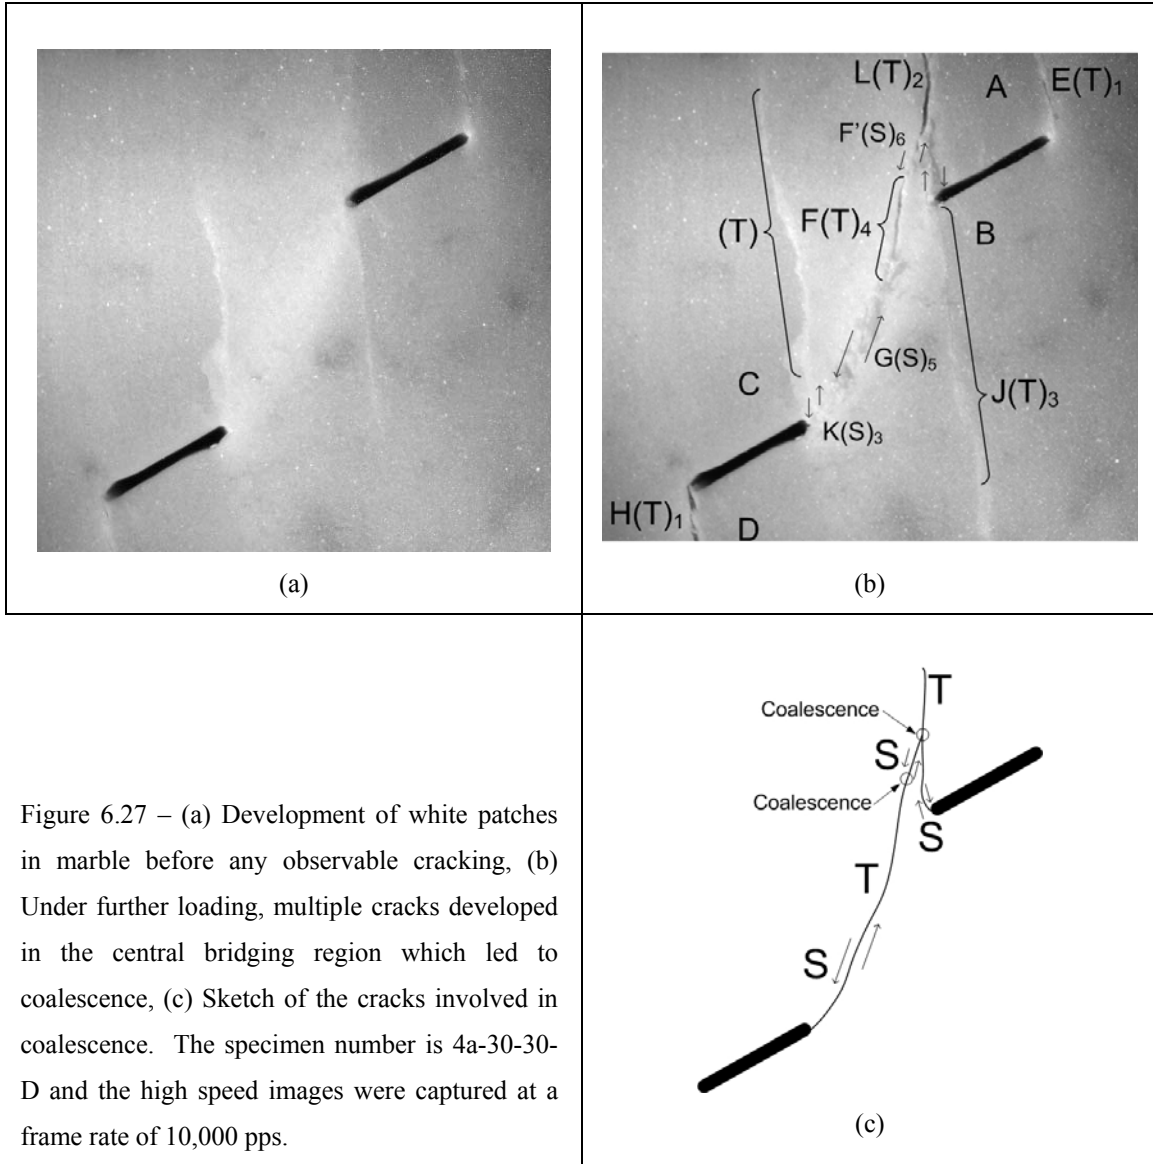 (a)
L(T)2
A
E(T)1
F'(S)6
(T)
F(T)4
B
G(S)5
C
J(T)3
K(S)3
H(T)1
D
(b)
Figure 6.27 – (a) Development of white patches
in marble before any observable cracking, (b)
Under further loading, multiple cracks developed
in the central bridging region which led to
coalescence, (c) Sketch of the cracks involved in
coalescence. The specimen number is 4a-30-30-
D and the high speed images were captured at a
frame rate of 10,000 pps.
T
Coalescence
S
Coalescence
S
T
S
(c)